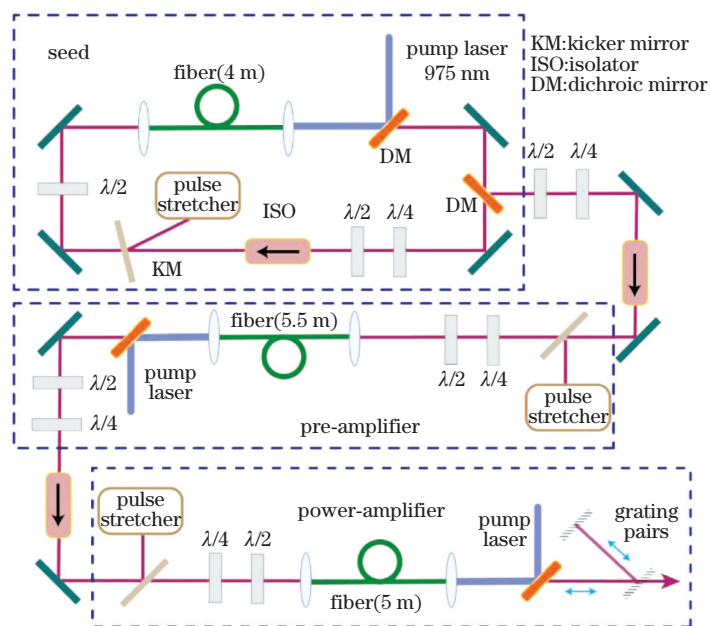 seed
fiber(4 m)
pump laser
975 nm
KM:kicker mirror
ISO:isolator
DM:dichroic mirror
DM
λ/2
λ/4
λ/2
pulse
stretcher
ISO
λ/2
λ/4
DM
KM
fiber(5.5 m)
pump
laser
λ/2
λ/4
λ/2
λ/4
pulse
stretcher
pre-amplifier
pulse
stretcher
power-amplifier
pump
laser
grating
pairs
λ/4
λ/2
fiber(5 m)